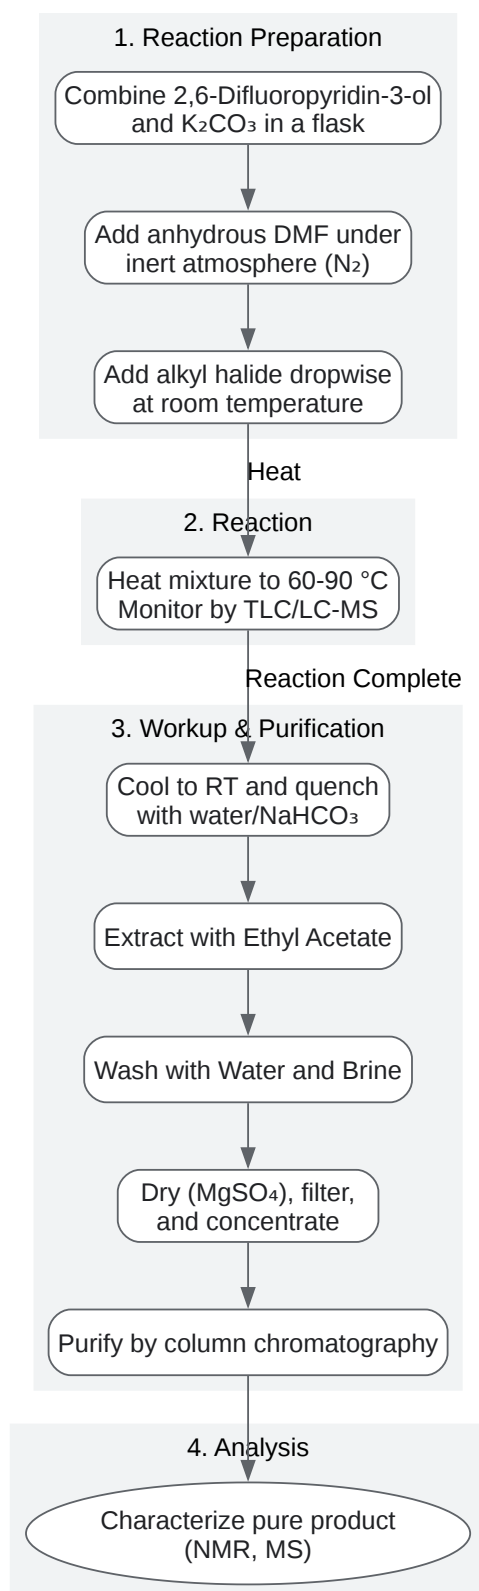 1. Reaction Preparation
Combine 2,6-Difluoropyridin-3-ol
and K₂CO₃ in a flask
Add anhydrous DMF under
inert atmosphere (N₂)
Add alkyl halide dropwise
at room temperature
Heat
2. Reaction
Heat mixture to 60-90 °C
Monitor by TLC/LC-MS
Reaction Complete
3. Workup & Purification
Cool to RT and quench
with water/NaHCO₃
Extract with Ethyl Acetate
Wash with Water and Brine
Dry (MgSO₄), filter,
and concentrate
Purify by column chromatography
4. Analysis
Characterize pure product
(NMR, MS)